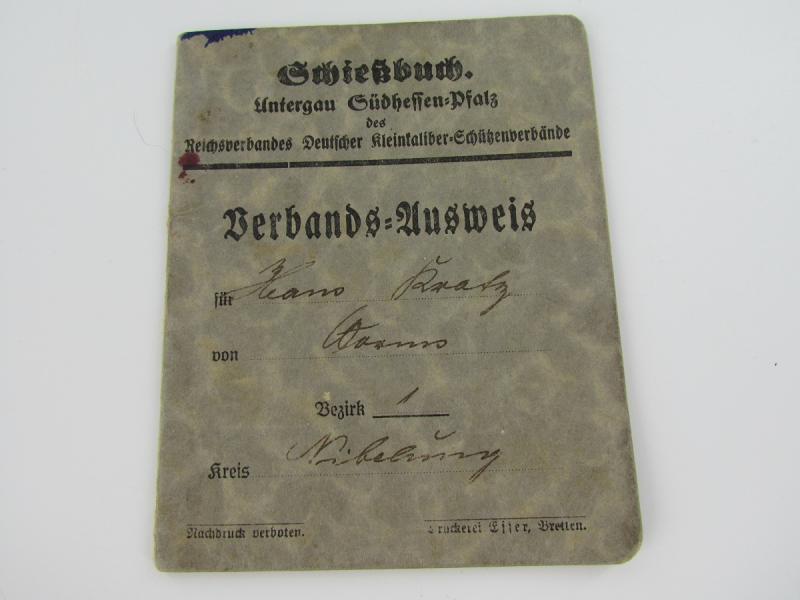 Schießbuch.
Untergau Südhessen=Pfalz
des
Reichsverbandes Deutscher Kleinkaliber=Schützenverbände
Verbands=Ausweis
für Hans Kratz
von Worms
Bezirk 1
Kreis Nibelung
Nachdruck verboten.
Druckerei Esser, Bretten.